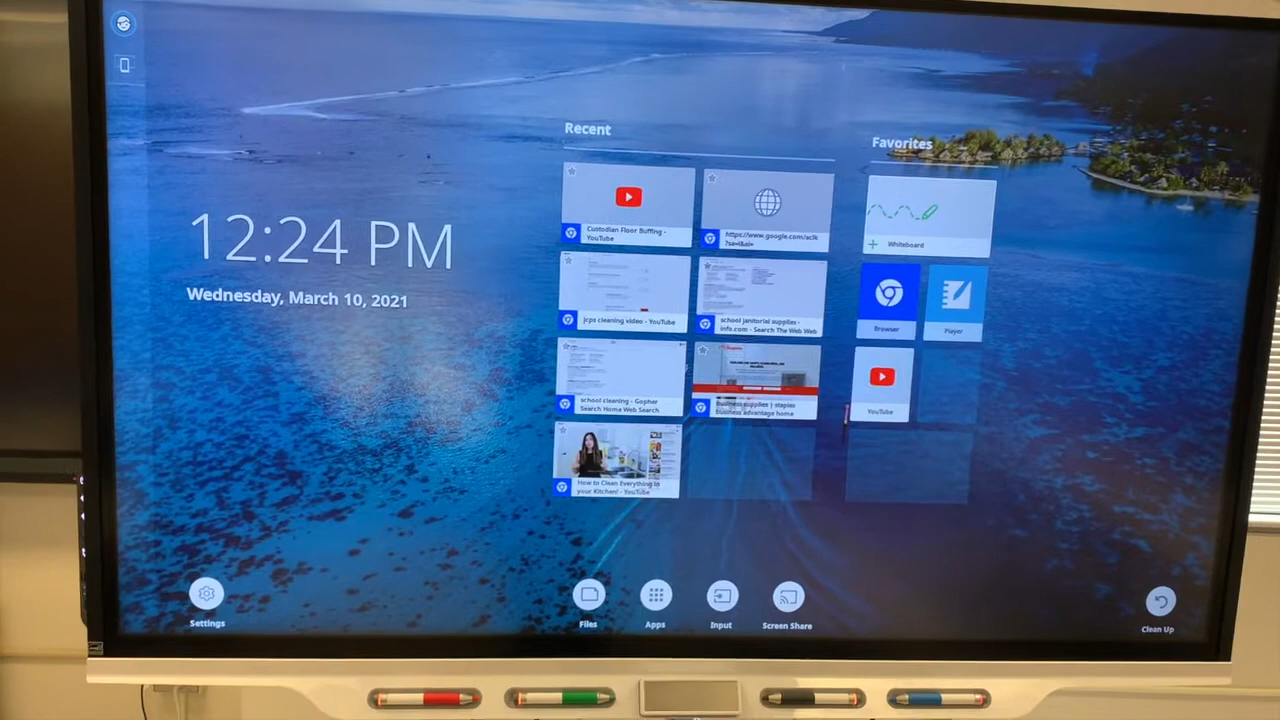 12:24 PM
Wednesday, March 10, 2021
Recent
Custodian Floor Buffing -
YouTube
https://www.google.com/aclk
?sa=l&ai=
jcps cleaning video - YouTube
school janitorial supplies -
info.com - Search The Web Web
school cleaning - Gopher
Search Home Web Search
business supplies | staples
business advantage home
How to Clean Everything in
your Kitchen! - YouTube
Favorites
Whiteboard
Browser
Player
YouTube
Settings
Files
Apps
Input
Screen Share
Clean Up